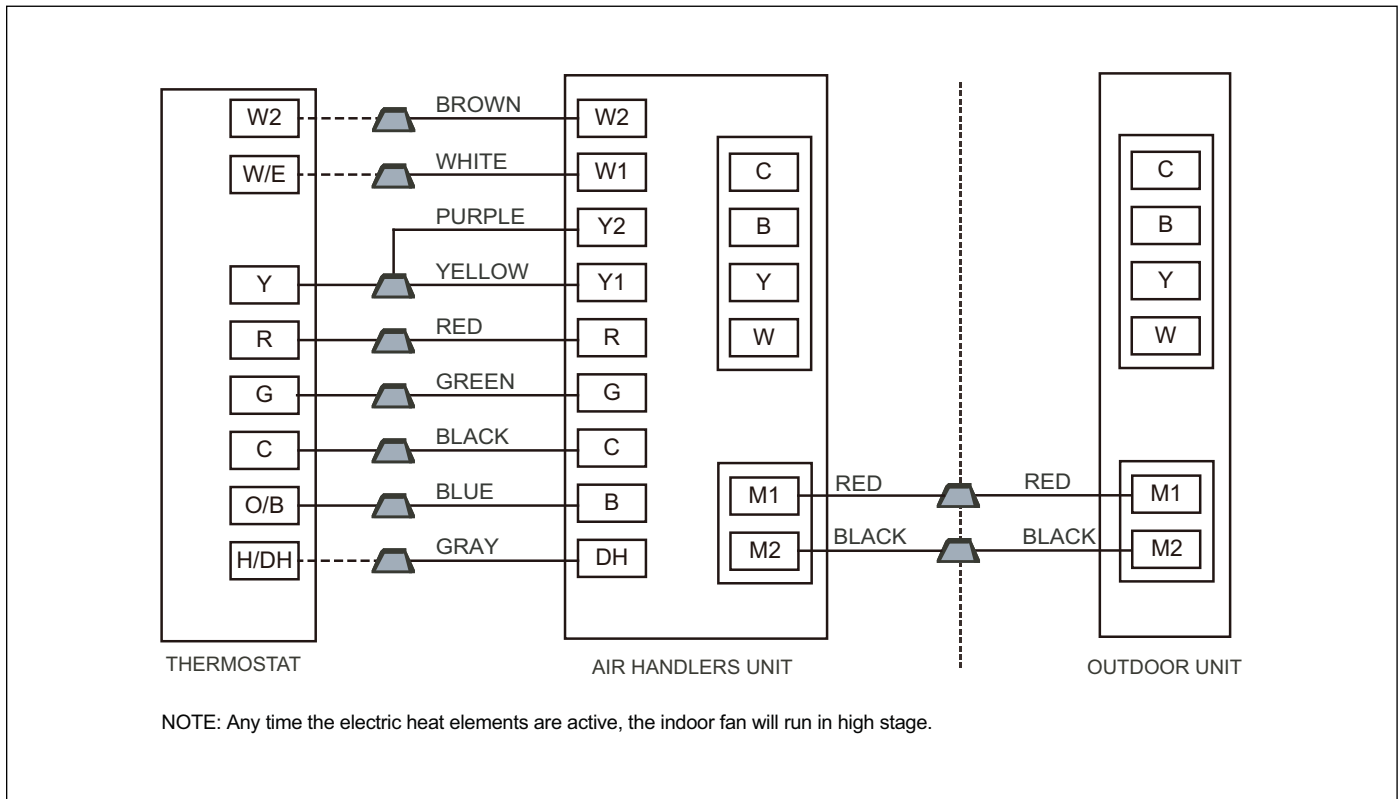 W2 BROWN W2
W/E WHITE W1 C C
PURPLE Y2 B B
Y YELLOW Y1 Y Y
R RED R W W
G GREEN G
C BLACK C
O/B BLUE B M1 RED RED M1
H/DH GRAY DH M2 BLACK BLACK M2
THERMOSTAT AIR HANDLERS UNIT OUTDOOR UNIT
NOTE: Any time the electric heat elements are active, the indoor fan will run in high stage.